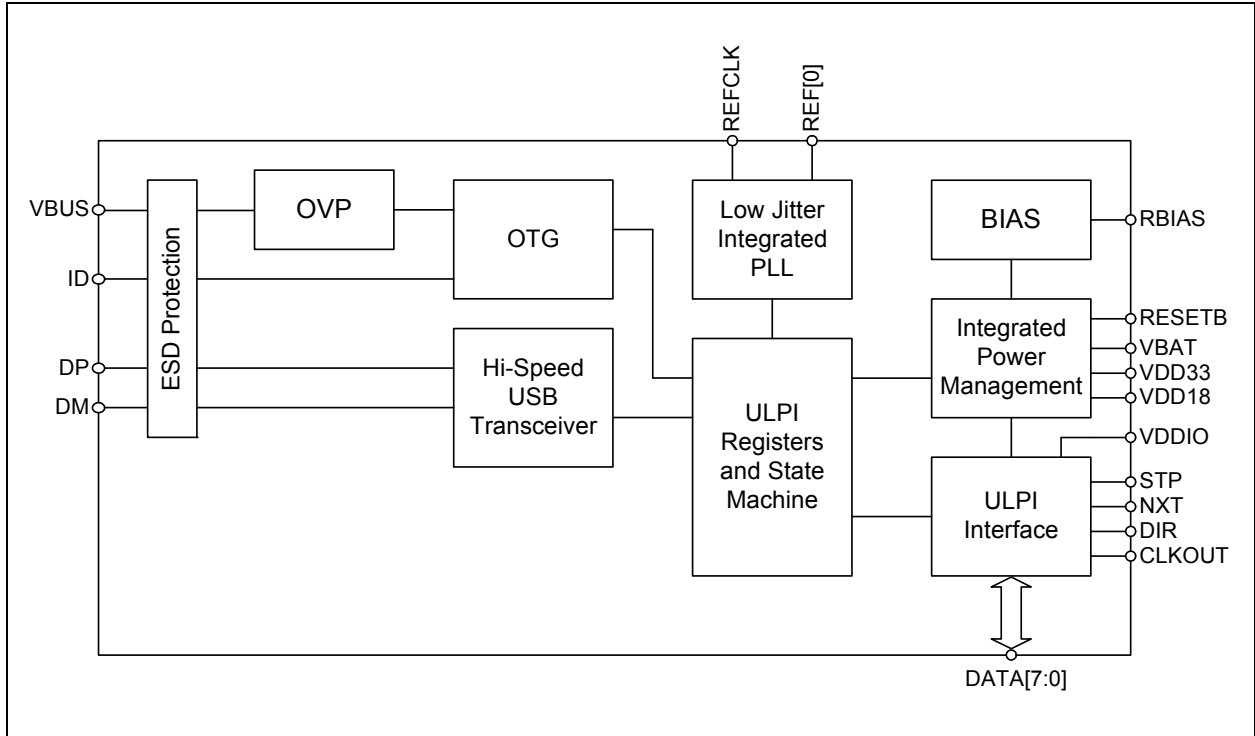 REFCLK
REF[0]
VBUS
ID
DP
DM
ESD Protection
OVP
OTG
Hi-Speed
USB
Transceiver
Low Jitter
Integrated
PLL
ULPI
Registers
and State
Machine
BIAS
Integrated
Power
Management
ULPI
Interface
RBIAS
RESETB
VBAT
VDD33
VDD18
VDDIO
STP
NXT
DIR
CLKOUT
DATA[7:0]